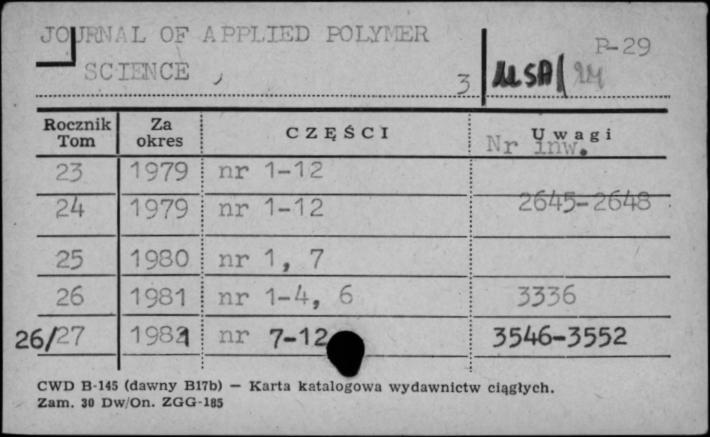 JOURNAL OF APPLIED POLYMER
P-29
SCIENCE , 3 USA/
Rocznik Tom Za okres CZĘŚCI Uwagi
Nr inw.
23 1979 nr 1-12
24 1979 nr 1-12 2645-2648
25 1980 nr 1, 7
26 1981 nr 1-4, 6 3336
26/27 1981 nr 7-12 3546-3552
CWD B-145 (dawny B17b) — Karta katalogowa wydawnictw ciągłych.
Zam. 30 Dw/On. ZGG-185